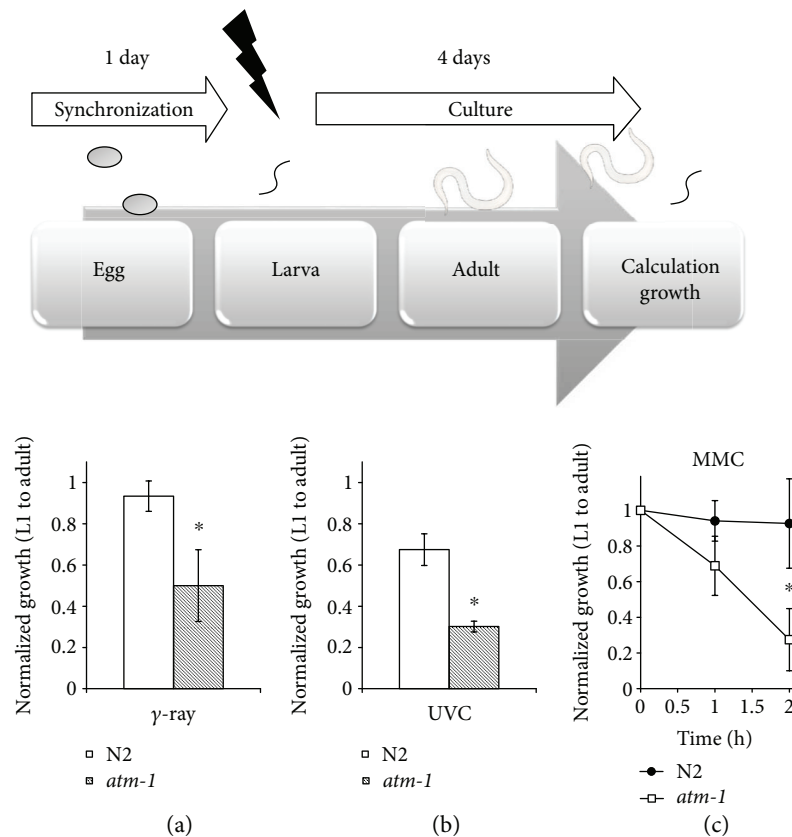 1 day
4 days
Synchronization
Culture
Egg
Larva
Adult
Calculation
growth
Normalized growth (L1 to adult)
1
0.8
0.6
0.4
0.2
0
*
γ-ray
N2
atm-1
(a)
Normalized growth (L1 to adult)
1
0.8
0.6
0.4
0.2
0
*
UVC
N2
atm-1
(b)
MMC
Normalized growth (L1 to adult)
1
0.8
0.6
0.4
0.2
0
*
0 0.5 1 1.5 2
Time (h)
N2
atm-1
(c)